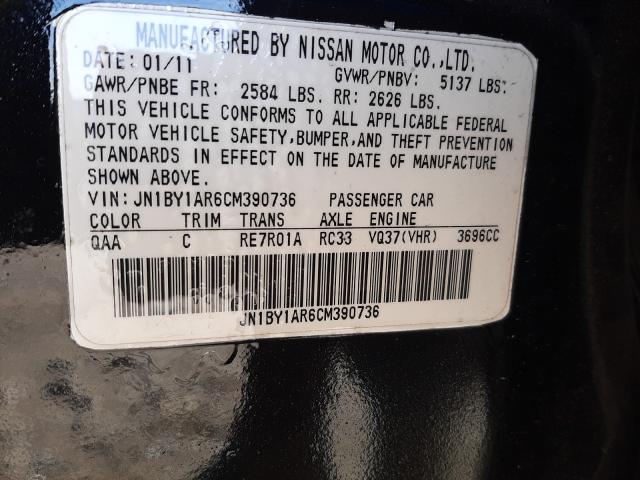 MANUFACTURED BY NISSAN MOTOR CO.,LTD.
DATE: 01/11 GVWR/PNBV: 5137 LBS.
GAWR/PNBE FR: 2584 LBS. RR: 2626 LBS.
THIS VEHICLE CONFORMS TO ALL APPLICABLE FEDERAL
MOTOR VEHICLE SAFETY,BUMPER,AND THEFT PREVENTION
STANDARDS IN EFFECT ON THE DATE OF MANUFACTURE
SHOWN ABOVE.
VIN: JN1BY1AR6CM390736 PASSENGER CAR
COLOR TRIM TRANS AXLE ENGINE
QAA C RE7R01A RC33 VQ37(VHR) 3696CC
JN1BY1AR6CM390736